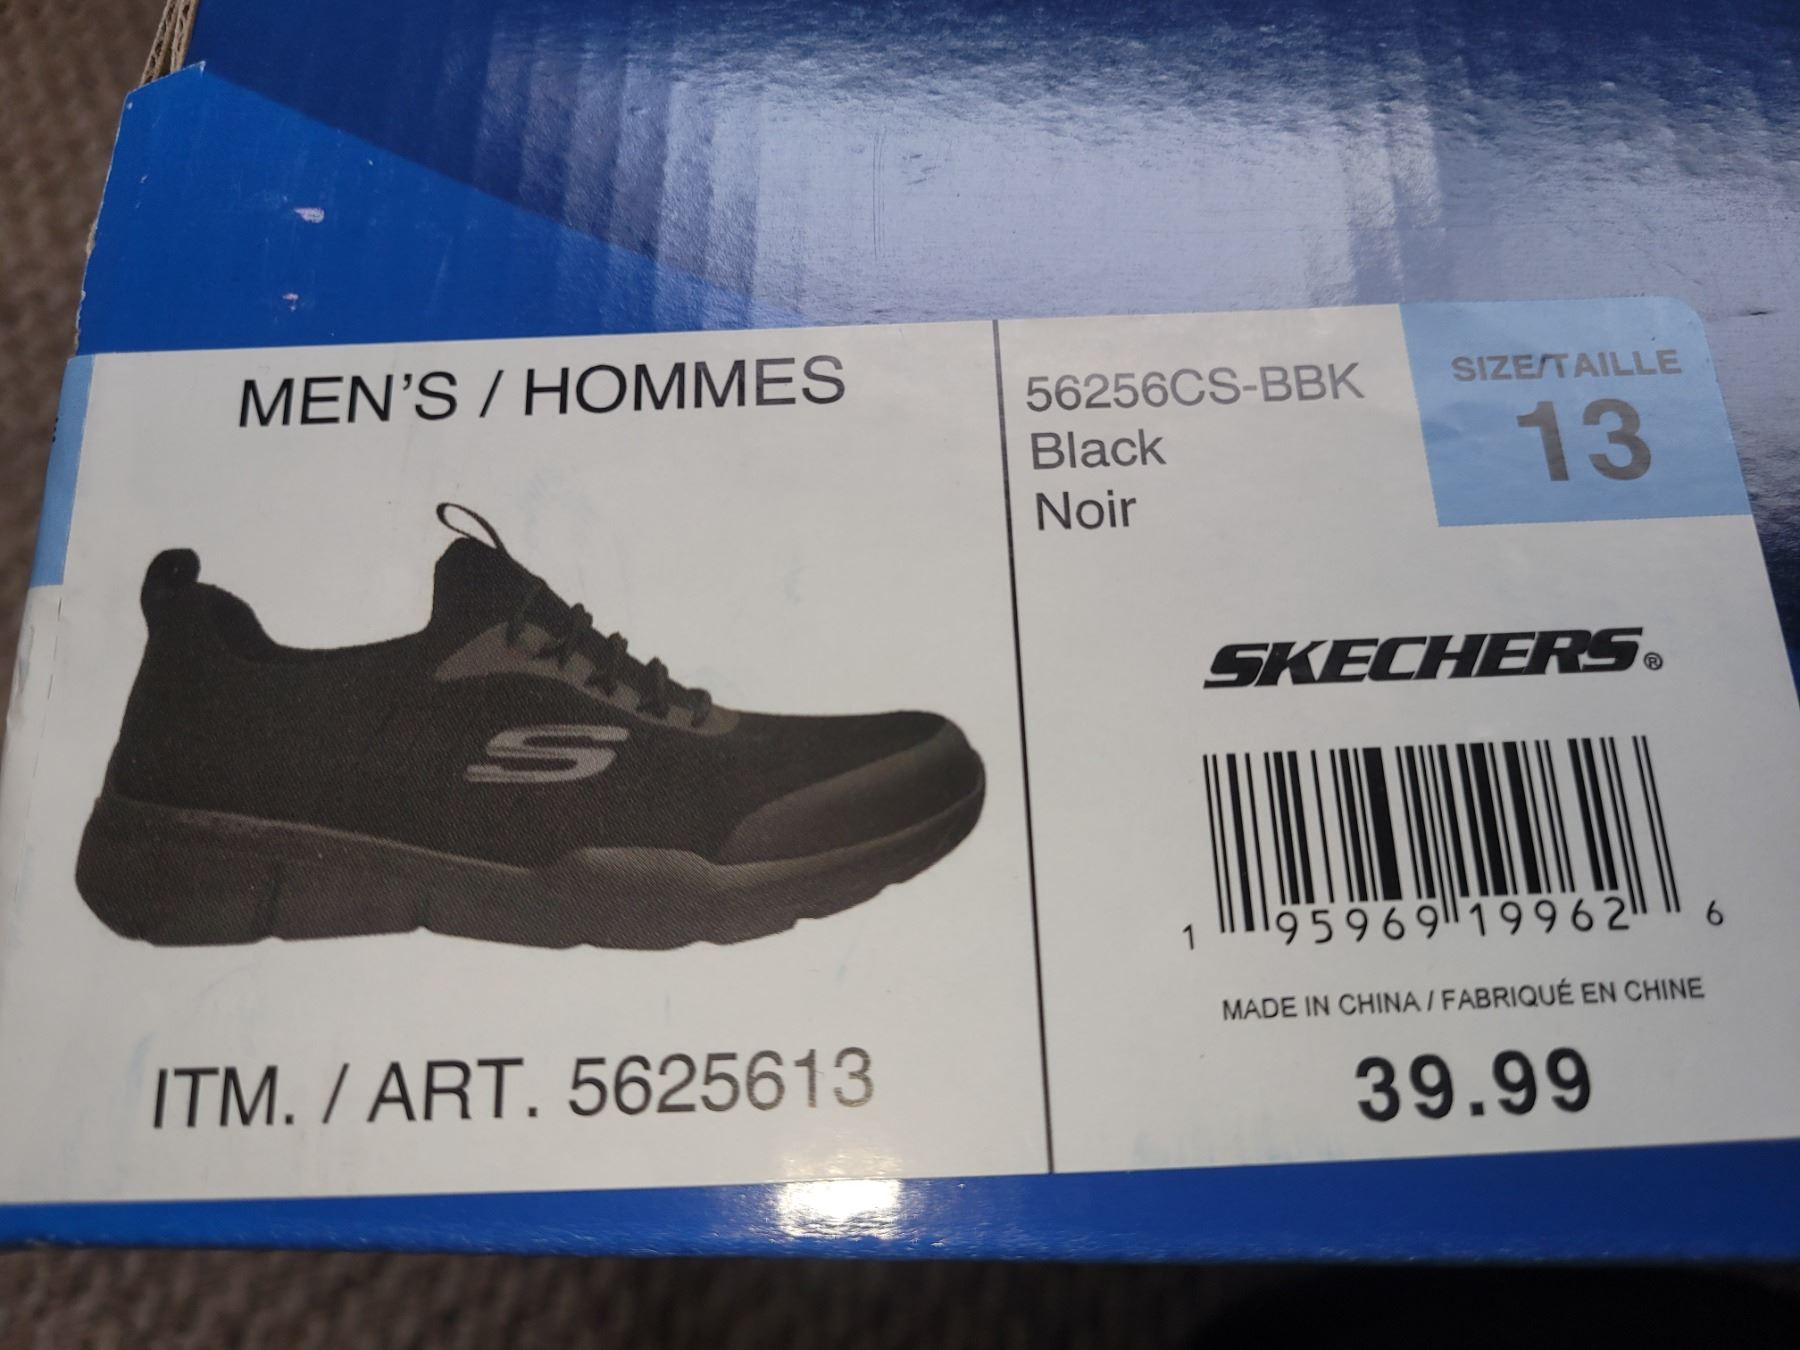 MEN'S / HOMMES
ITM. / ART. 5625613
56256CS-BBK
Black
Noir
SIZE/TAILLE
13
SKECHERS®
1 95969 19962 6
MADE IN CHINA / FABRIQUÉ EN CHINE
39.99